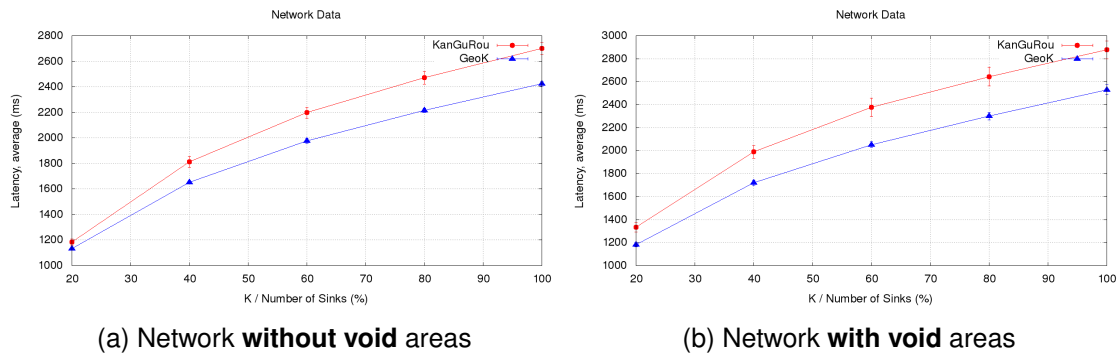 Network Data
Latency, average (ms)
2800
2600
2400
2200
2000
1800
1600
1400
1200
1000
KanGuRou
GeoK
20 30 40 50 60 70 80 90 100
K / Number of Sinks (%)
(a) Network without void areas
Network Data
Latency, average (ms)
3000
2800
2600
2400
2200
2000
1800
1600
1400
1200
1000
KanGuRou
GeoK
20 30 40 50 60 70 80 90 100
K / Number of Sinks (%)
(b) Network with void areas